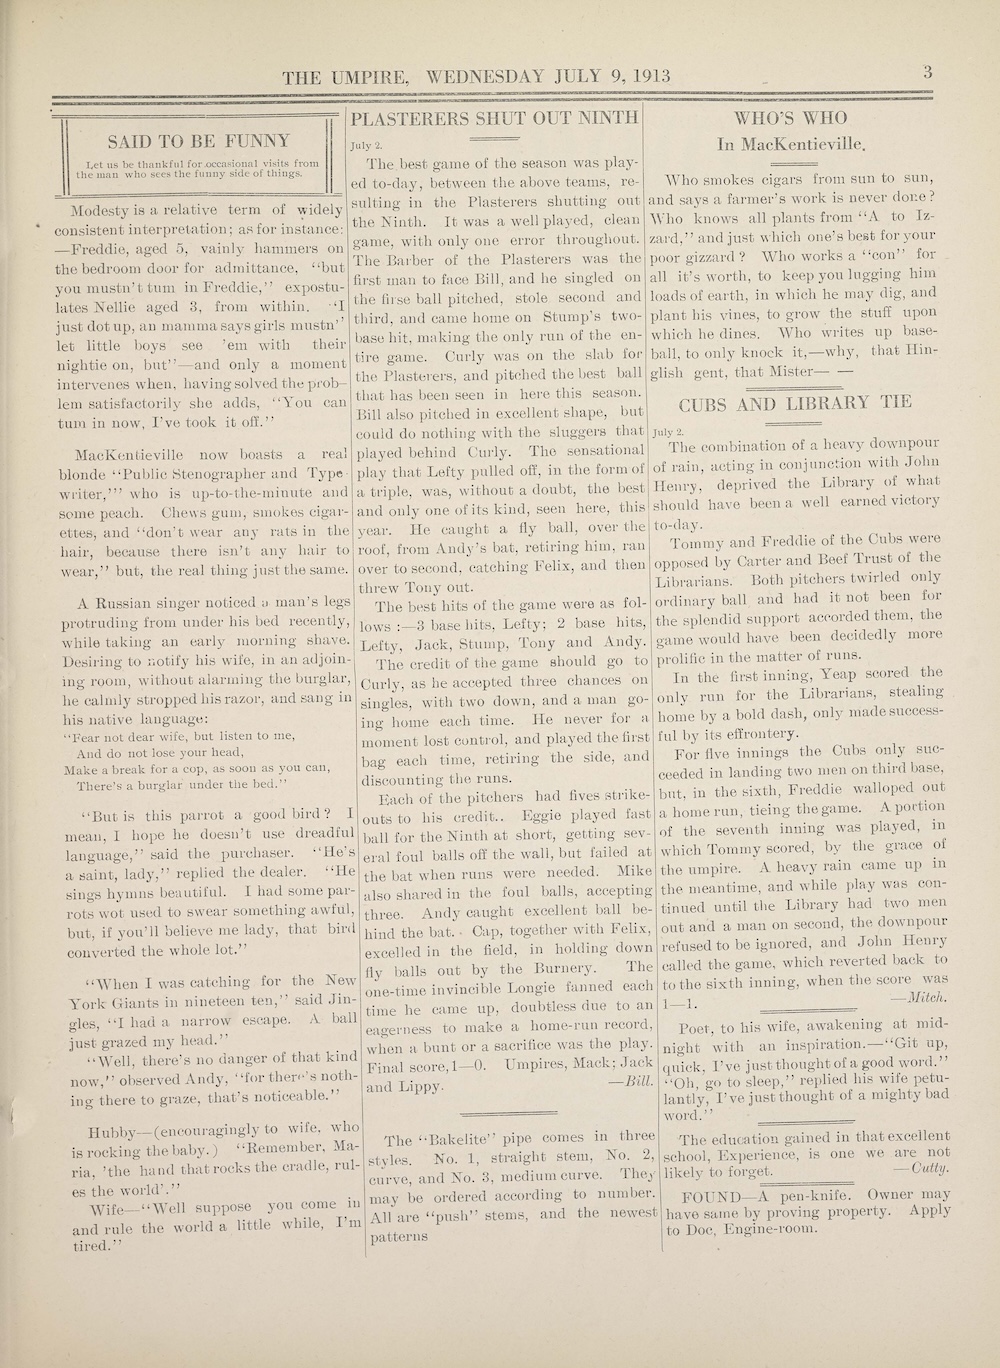 THE UMPIRE, WEDNESDAY JULY 9, 1913
3
SAID TO BE FUNNY
Let us be thankful for occasional visits from
the man who sees the funny side of things.
Modesty is a relative term of widely
consistent interpretation; as for instance:
—Freddie, aged 5, vainly hammers on
the bedroom door for admittance, "but
you mustn't tum in Freddie," expostu-
lates Nellie aged 3, from within. "I
just dot up, an mamma says girls mustn,'
let little boys see 'em with their
nightie on, but"—and only a moment
intervenes when, having solved the prob-
lem satisfactorily she adds, "You can
tum in now, I've took it off."
MacKentieville now boasts a real
blonde "Public Stenographer and Type-
writer,"' who is up-to-the-minute and
some peach. Chews gum, smokes cigar-
ettes, and "don't wear any rats in the
hair, because there isn't any hair to
wear," but, the real thing just the same.
A Russian singer noticed a man's legs
protruding from under his bed recently,
while taking an early morning shave.
Desiring to notify his wife, in an adjoin-
ing room, without alarming the burglar,
he calmly stropped his razor, and sang in
his native language:
"Fear not dear wife, but listen to me,
And do not lose your head,
Make a break for a cop, as soon as you can,
There's a burglar under the bed."
"But is this parrot a good bird? I
mean, I hope he doesn't use dreadful
language," said the purchaser. "He's
a saint, lady," replied the dealer. "He
sings hymns beautiful. I had some par-
rots wot used to swear something awful,
but, if you'll believe me lady, that bird
converted the whole lot."
"When I was catching for the New
York Giants in nineteen ten," said Jin-
gles, "I had a narrow escape. A ball
just grazed my head."
"Well, there's no danger of that kind
now," observed Andy, "for there's noth-
ing there to graze, that's noticeable."
Hubby—(encouragingly to wife, who
is rocking the baby.) "Remember, Ma-
ria, 'the hand that rocks the cradle, rul-
es the world'."
Wife—"Well suppose you come in
and rule the world a little while, I'm
tired."
PLASTERERS SHUT OUT NINTH
July 2.
The best game of the season was play-
ed to-day, between the above teams, re-
sulting in the Plasterers shutting out
the Ninth. It was a well played, clean
game, with only one error throughout.
The Barber of the Plasterers was the
first man to face Bill, and he singled on
the firse ball pitched, stole second and
third, and came home on Stump's two-
base hit, making the only run of the en-
tire game. Curly was on the slab for
the Plasterers, and pitched the best ball
that has been seen in here this season.
Bill also pitched in excellent shape, but
could do nothing with the sluggers that
played behind Curly. The sensational
play that Lefty pulled off, in the form of
a triple, was, without a doubt, the best
and only one of its kind, seen here, this
year. He caught a fly ball, over the
roof, from Andy's bat, retiring him, ran
over to second, catching Felix, and then
threw Tony out.
The best hits of the game were as fol-
lows :—3 base hits, Lefty; 2 base hits,
Lefty, Jack, Stump, Tony and Andy.
The credit of the game should go to
Curly, as he accepted three chances on
singles, with two down, and a man go-
ing home each time. He never for a
moment lost control, and played the first
bag each time, retiring the side, and
discounting the runs.
Each of the pitchers had fives strike-
outs to his credit.. Eggie played fast
ball for the Ninth at short, getting sev-
eral foul balls off the wall, but failed at
the bat when runs were needed. Mike
also shared in the foul balls, accepting
three. Andy caught excellent ball be-
hind the bat. Cap, together with Felix,
excelled in the field, in holding down
fly balls out by the Burnery. The
one-time invincible Longie fanned each
time he came up, doubtless due to an
eagerness to make a home-run record,
when a bunt or a sacrifice was the play.
Final score, 1—0. Umpires, Mack; Jack
and Lippy. —Bill.
The "Bakelite" pipe comes in three
styles. No. 1, straight stem, No. 2,
curve, and No. 3, medium curve. They
may be ordered according to number.
All are "push" stems, and the newest
patterns
WHO'S WHO
In MacKentieville.
Who smokes cigars from sun to sun,
and says a farmer's work is never done?
Who knows all plants from "A to Iz-
zard," and just which one's best for your
poor gizzard? Who works a "con" for
all it's worth, to keep you lugging him
loads of earth, in which he may dig, and
plant his vines, to grow the stuff upon
which he dines. Who writes up base-
ball, to only knock it,—why, that Hin-
glish gent, that Mister— —
CUBS AND LIBRARY TIE
July 2.
The combination of a heavy downpour
of rain, acting in conjunction with John
Henry, deprived the Library of what
should have been a well earned victory
to-day.
Tommy and Freddie of the Cubs were
opposed by Carter and Beef Trust of the
Librarians. Both pitchers twirled only
ordinary ball and had it not been for
the splendid support accorded them, the
game would have been decidedly more
prolific in the matter of runs.
In the first inning, Yeap scored the
only run for the Librarians, stealing
home by a bold dash, only made success-
ful by its effrontery.
For five innings the Cubs only suc-
ceeded in landing two men on third base,
but, in the sixth, Freddie walloped out
a home run, tieing the game. A portion
of the seventh inning was played, in
which Tommy scored, by the grace of
the umpire. A heavy rain came up in
the meantime, and while play was con-
tinued until the Library had two men
out and a man on second, the downpour
refused to be ignored, and John Henry
called the game, which reverted back to
to the sixth inning, when the score was
1—1. —Mitch.
Poet, to his wife, awakening at mid-
night with an inspiration.—"Git up,
quick, I've just thought of a good word."
"Oh, go to sleep," replied his wife petu-
lantly, I've just thought of a mighty bad
word."
The education gained in that excellent
school, Experience, is one we are not
likely to forget. —Cutty.
FOUND—A pen-knife. Owner may
have same by proving property. Apply
to Doc, Engine-room.